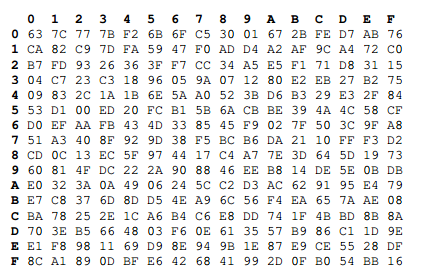 0 1 2 3 4 5 6 7 8 9 A B C D E F
0 63 7C 77 7B F2 6B 6F C5 30 01 67 2B FE D7 AB 76
1 CA 82 C9 7D FA 59 47 F0 AD D4 A2 AF 9C A4 72 C0
2 B7 FD 93 26 36 3F F7 CC 34 A5 E5 F1 71 D8 31 15
3 04 C7 23 C3 18 96 05 9A 07 12 80 E2 EB 27 B2 75
4 09 83 2C 1A 1B 6E 5A A0 52 3B D6 B3 29 E3 2F 84
5 53 D1 00 ED 20 FC B1 5B 6A CB BE 39 4A 4C 58 CF
6 D0 EF AA FB 43 4D 33 85 45 F9 02 7F 50 3C 9F A8
7 51 A3 40 8F 92 9D 38 F5 BC B6 DA 21 10 FF F3 D2
8 CD 0C 13 EC 5F 97 44 17 C4 A7 7E 3D 64 5D 19 73
9 60 81 4F DC 22 2A 90 88 46 EE B8 14 DE 5E 0B DB
A E0 32 3A 0A 49 06 24 5C C2 D3 AC 62 91 95 E4 79
B E7 C8 37 6D 8D D5 4E A9 6C 56 F4 EA 65 7A AE 08
C BA 78 25 2E 1C A6 B4 C6 E8 DD 74 1F 4B BD 8B 8A
D 70 3E B5 66 48 03 F6 0E 61 35 57 B9 86 C1 1D 9E
E E1 F8 98 11 69 D9 8E 94 9B 1E 87 E9 CE 55 28 DF
F 8C A1 89 0D BF E6 42 68 41 99 2D 0F B0 54 BB 16